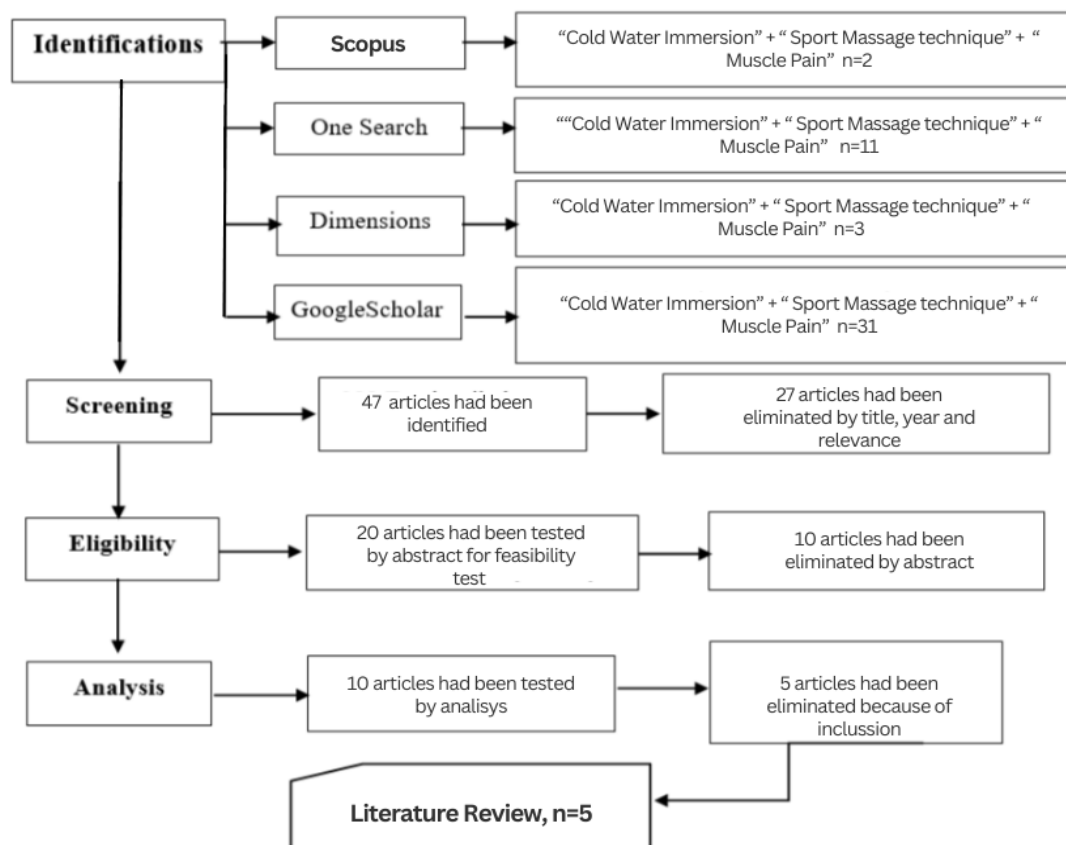 Identifications
Scopus
“Cold Water Immersion” + “ Sport Massage technique” + “
Muscle Pain”  n=2
One Search
““Cold Water Immersion” + “ Sport Massage technique” + “
Muscle Pain”  n=11
Dimensions
“Cold Water Immersion” + “ Sport Massage technique” + “
Muscle Pain”  n=3
GoogleScholar
“Cold Water Immersion” + “ Sport Massage technique” + “
Muscle Pain”  n=31
Screening
47 articles had been
identified
27 articles had been
eliminated by title, year and
relevance
Eligibility
20 articles had been tested
by abstract for feasibility
test
10 articles had been
eliminated by abstract
Analysis
10 articles had been tested
by analisys
5 articles had been
eliminated because of
inclussion
Literature Review, n=5